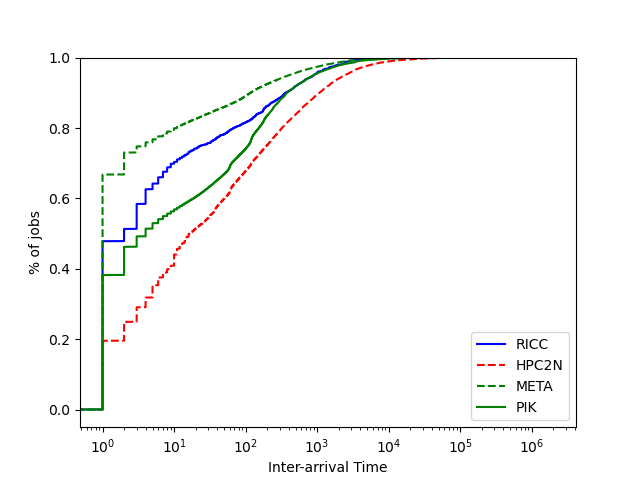 1.0
0.8
0.6
0.4
0.2
0.0
% of jobs
10⁰ 10¹ 10² 10³ 10⁴ 10⁵ 10⁶
Inter-arrival Time
RICC
HPC2N
META
PIK